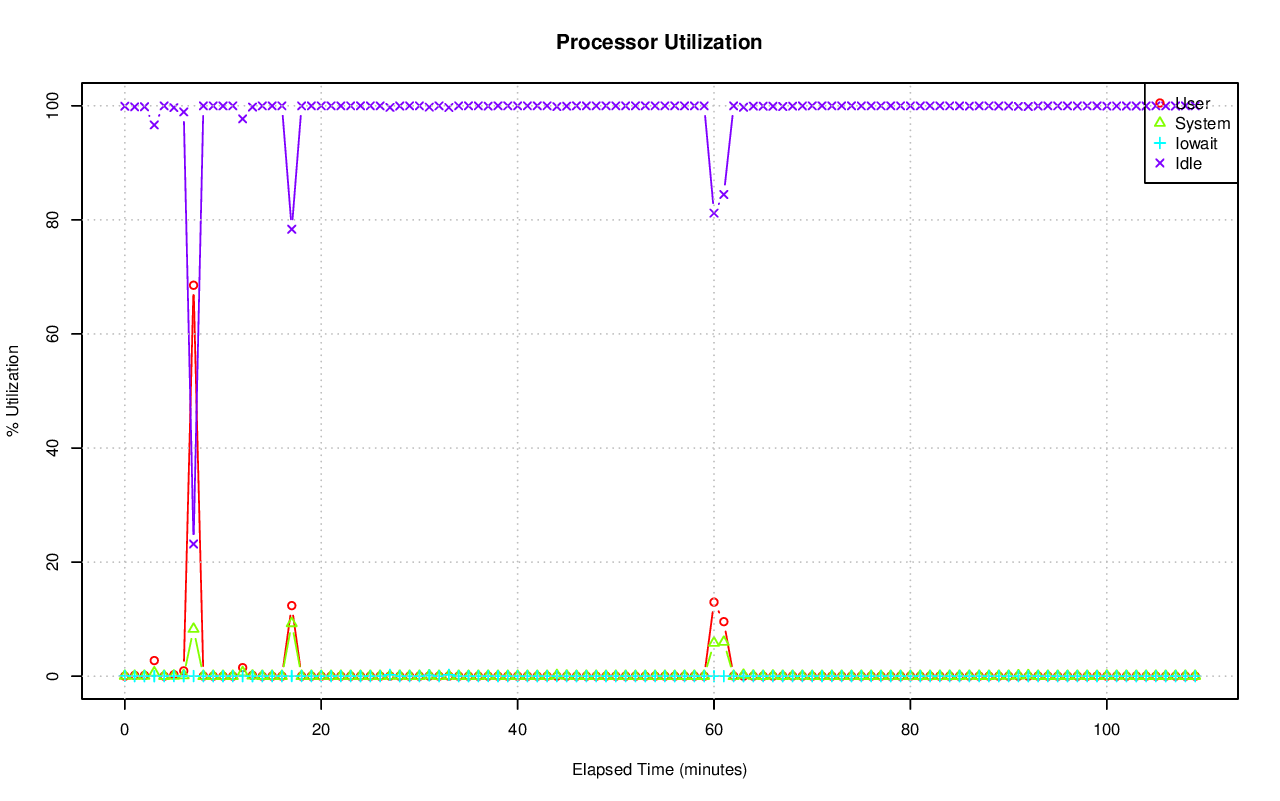 Processor Utilization
100
80
60
40
20
0
% Utilization
User
System
Iowait
Idle
0 20 40 60 80 100
Elapsed Time (minutes)